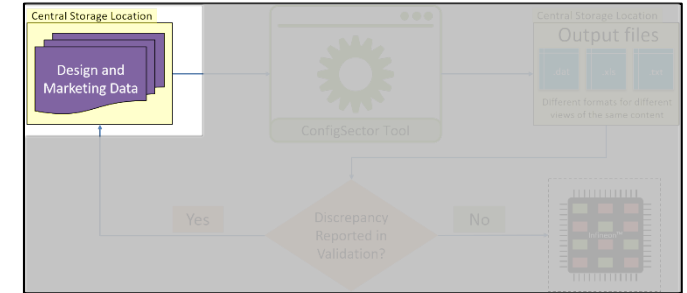 Central Storage Location
Design and
Marketing Data
ConfigSector Tool
Central Storage Location
Output files
Different formats for different
views of the same content
Yes
Discrepancy
Reported in
Validation?
No